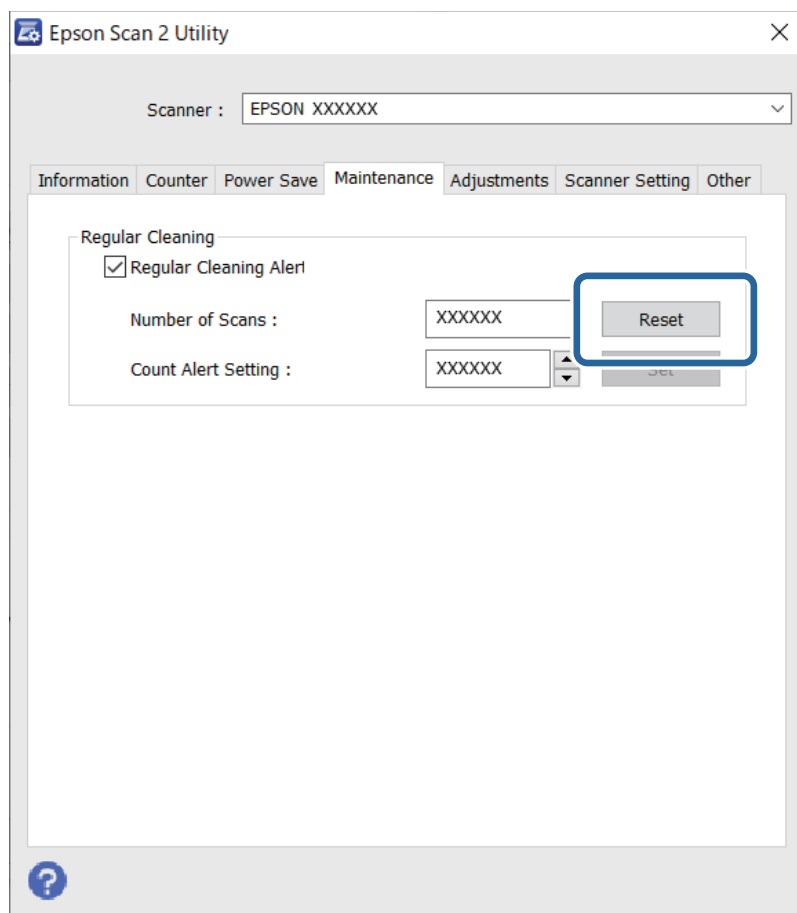 Epson Scan 2 Utility
Scanner : EPSON XXXXXX
Information Counter Power Save Maintenance Adjustments Scanner Setting Other
Regular Cleaning
Regular Cleaning Alert
Number of Scans : XXXXXX Reset
Count Alert Setting : XXXXXX Set
?